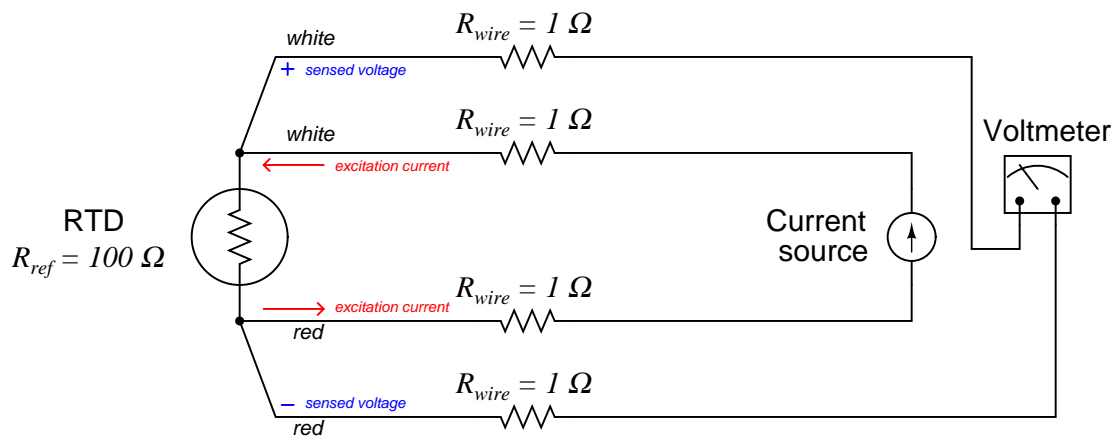 white
R_wire = 1 Ω
+ sensed voltage
white
R_wire = 1 Ω
excitation current
Voltmeter
RTD
R_ref = 100 Ω
Current
source
R_wire = 1 Ω
excitation current
red
R_wire = 1 Ω
– sensed voltage
red